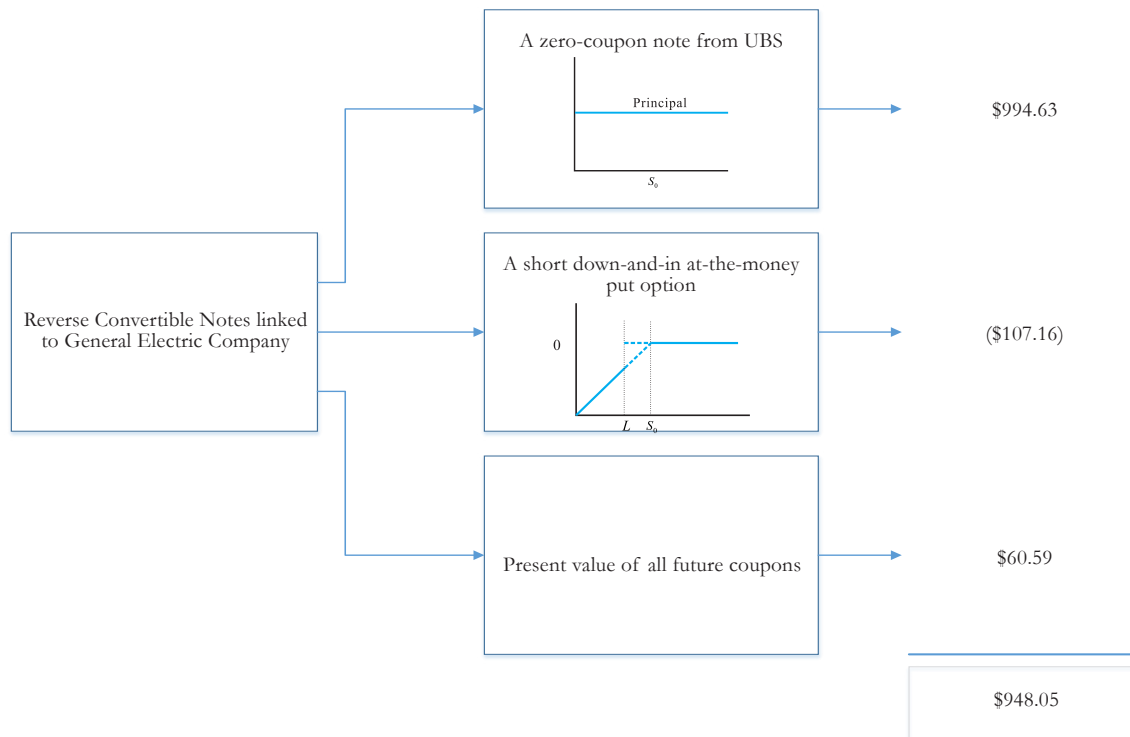 A zero-coupon note from UBS
Principal
S₀
$994.63
Reverse Convertible Notes linked
to General Electric Company
A short down-and-in at-the-money
put option
0
L S₀
($107.16)
Present value of all future coupons
$60.59
$948.05